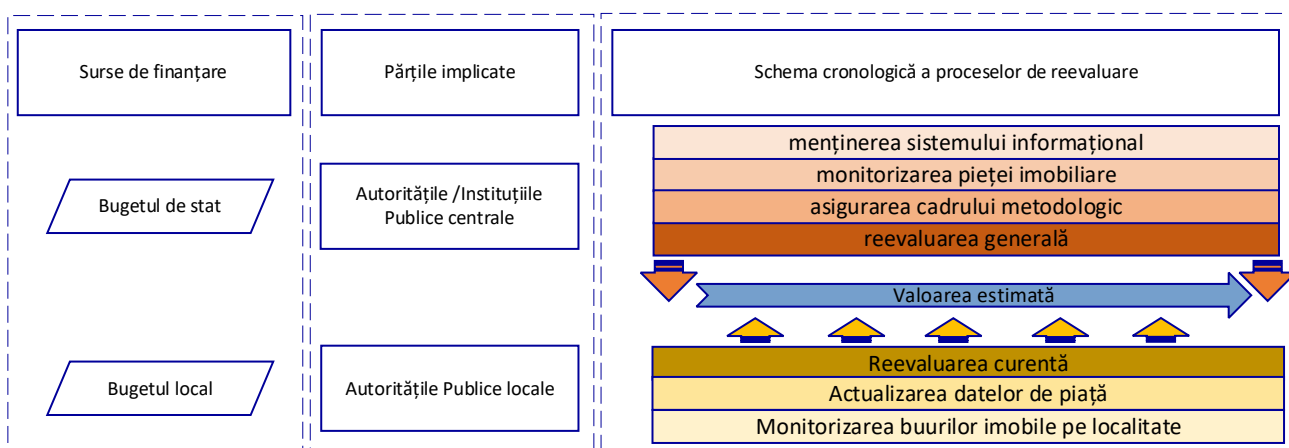 Surse de finanțare
Părțile implicate
Schema cronologică a proceselor de reevaluare
Bugetul de stat
Autoritățile /Instituțiile
Publice centrale
menținerea sistemului informațional
monitorizarea pieței imobiliare
asigurarea cadrului metodologic
reevaluarea generală
Valoarea estimată
Bugetul local
Autoritățile Publice locale
Reevaluarea curentă
Actualizarea datelor de piață
Monitorizarea buurilor imobile pe localitate